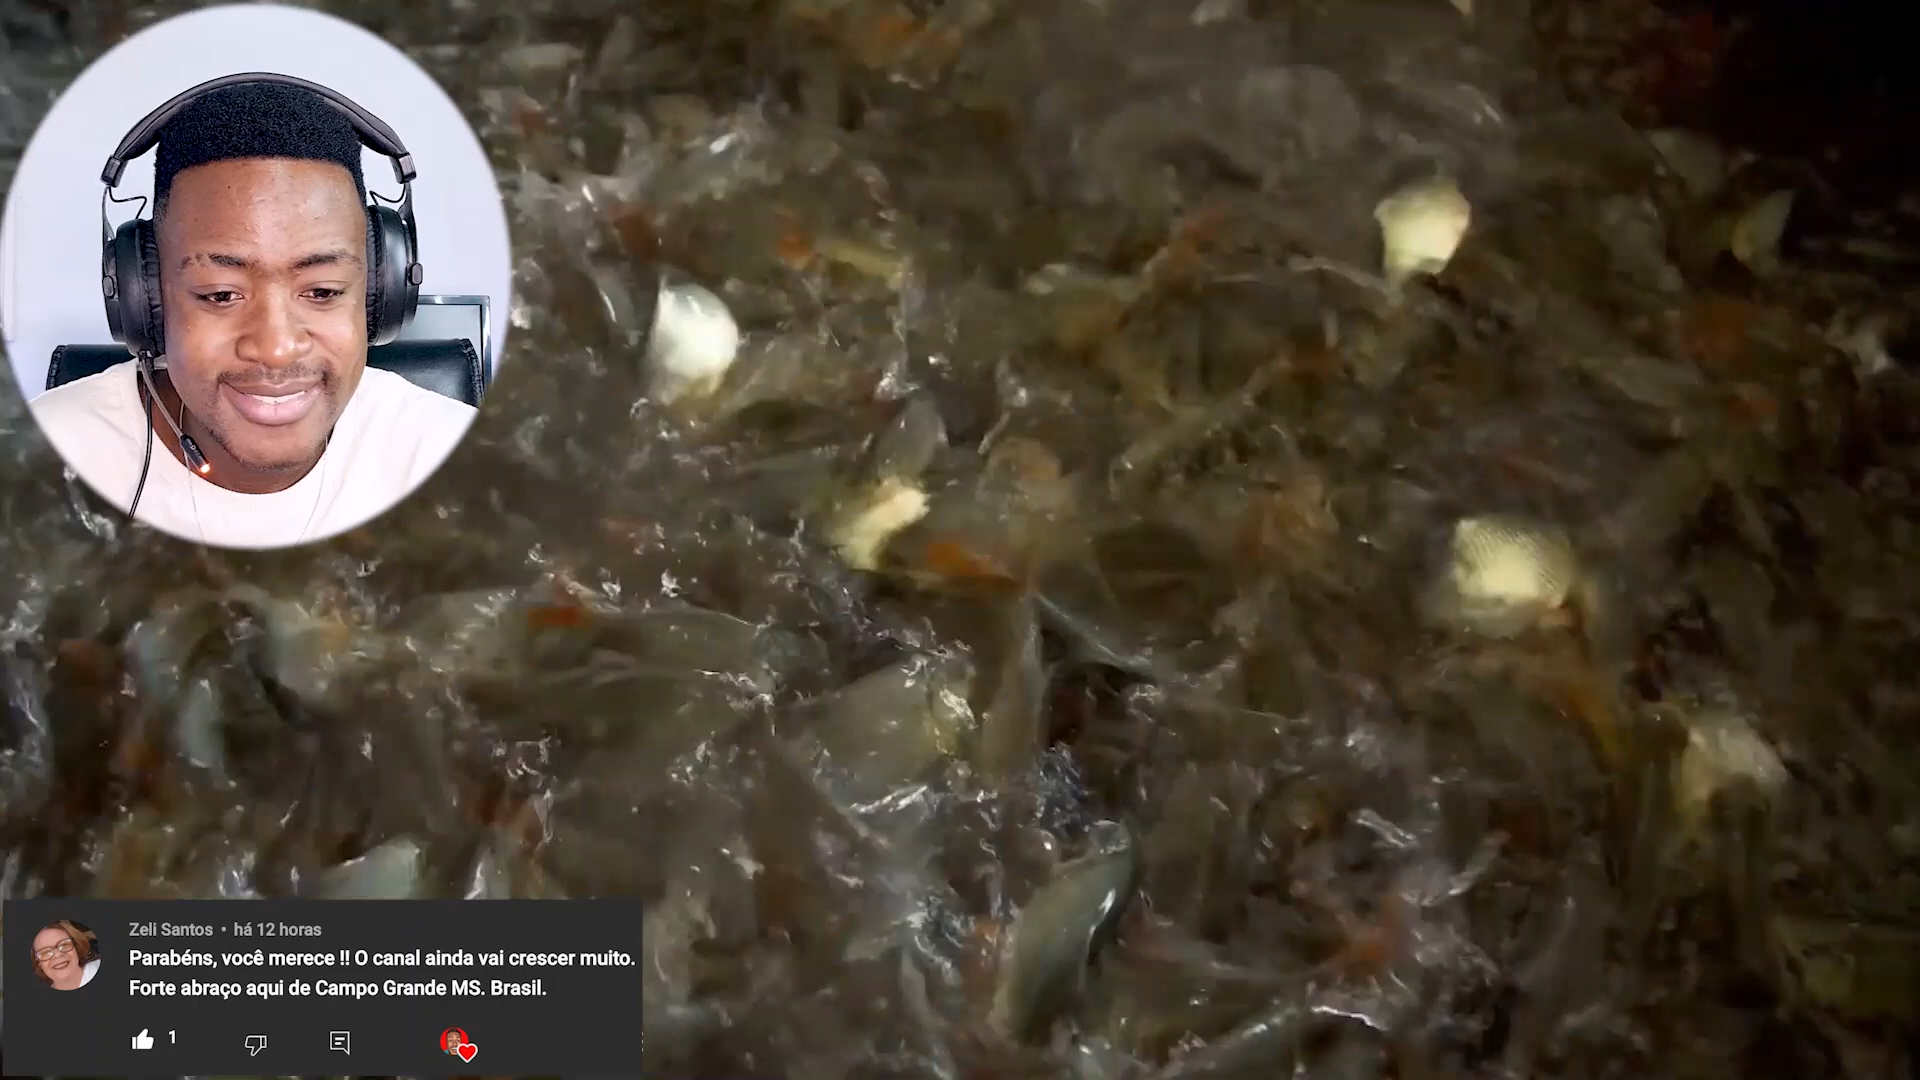 Zeli Santos • há 12 horas
Parabéns, você merece !! O canal ainda vai crescer muito.
Forte abraço aqui de Campo Grande MS. Brasil.
1